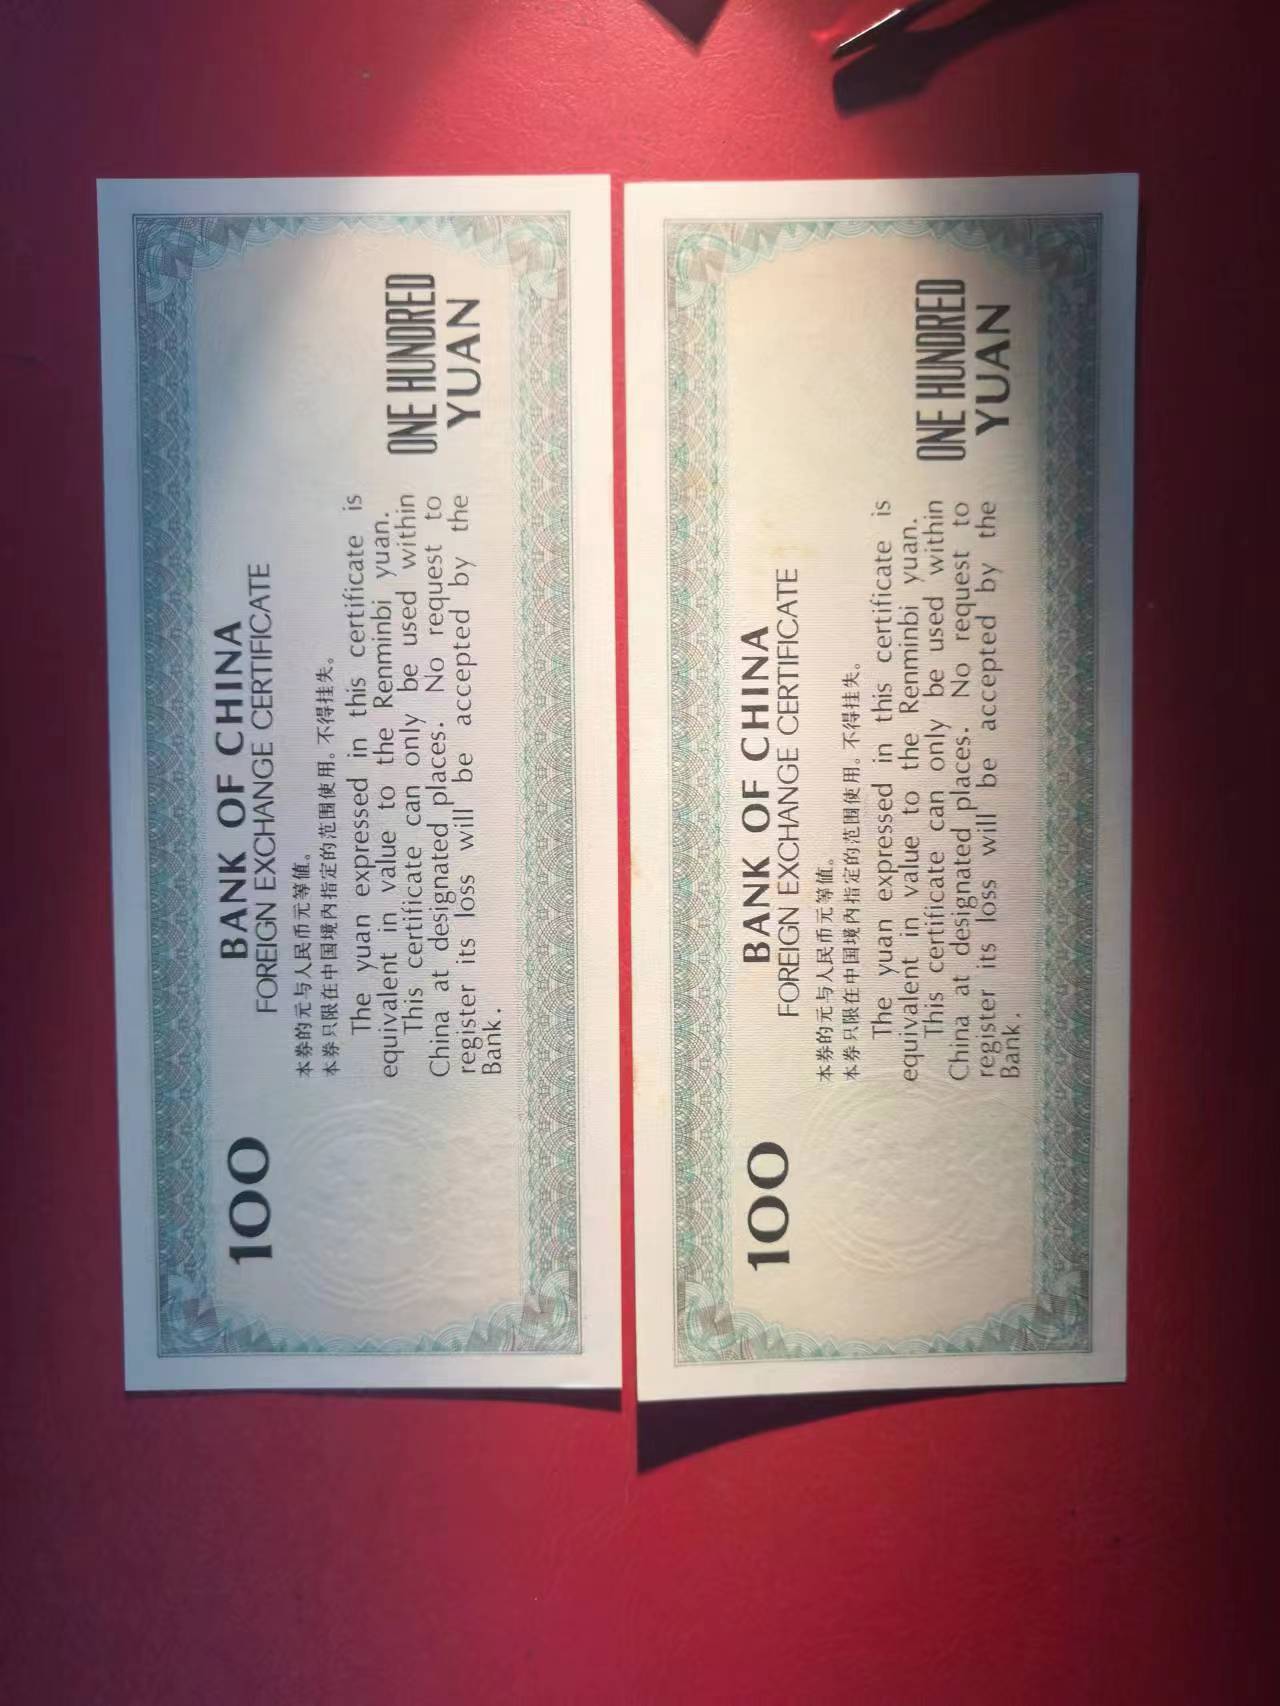 BANK OF CHINA
FOREIGN EXCHANGE CERTIFICATE
100
本券的元与人民币元等值。
本券只限在中国境内指定的范围使用。不得挂失。
The yuan expressed in this certificate is
equivalent in value to the Renminbi yuan.
This certificate can only be used within
China at designated places. No request to
register its loss will be accepted by the
Bank.
ONE HUNDRED
YUAN
BANK OF CHINA
FOREIGN EXCHANGE CERTIFICATE
100
本券的元与人民币元等值。
本券只限在中国境内指定的范围使用。不得挂失。
The yuan expressed in this certificate is
equivalent in value to the Renminbi yuan.
This certificate can only be used within
China at designated places. No request to
register its loss will be accepted by the
Bank.
ONE HUNDRED
YUAN